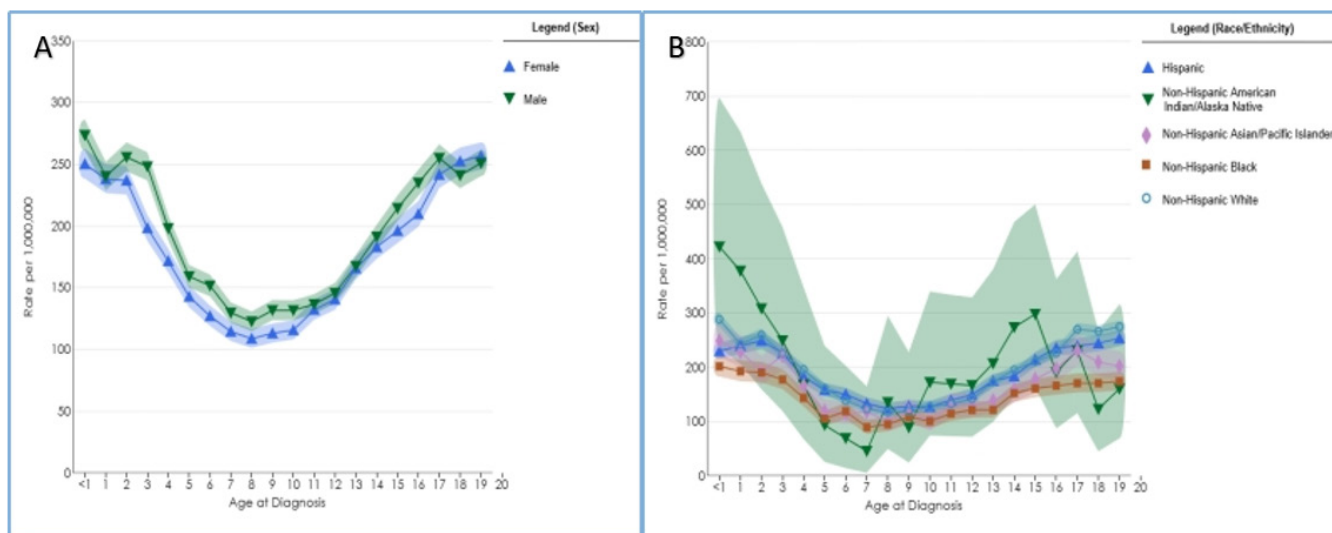 A
Legend (Sex)
Female
Male
350
300
250
200
150
100
50
0
Rate per 1,000,000
<1 1 2 3 4 5 6 7 8 9 10 11 12 13 14 15 16 17 18 19 20
Age at Diagnosis
B
Legend (Race/Ethnicity)
Hispanic
Non-Hispanic American
Indian/Alaska Native
Non-Hispanic Asian/Pacific Islander
Non-Hispanic Black
Non-Hispanic White
800
700
600
500
400
300
200
100
0
Rate per 1,000,000
<1 1 2 3 4 5 6 7 8 9 10 11 12 13 14 15 16 17 18 19 20
Age at Diagnosis